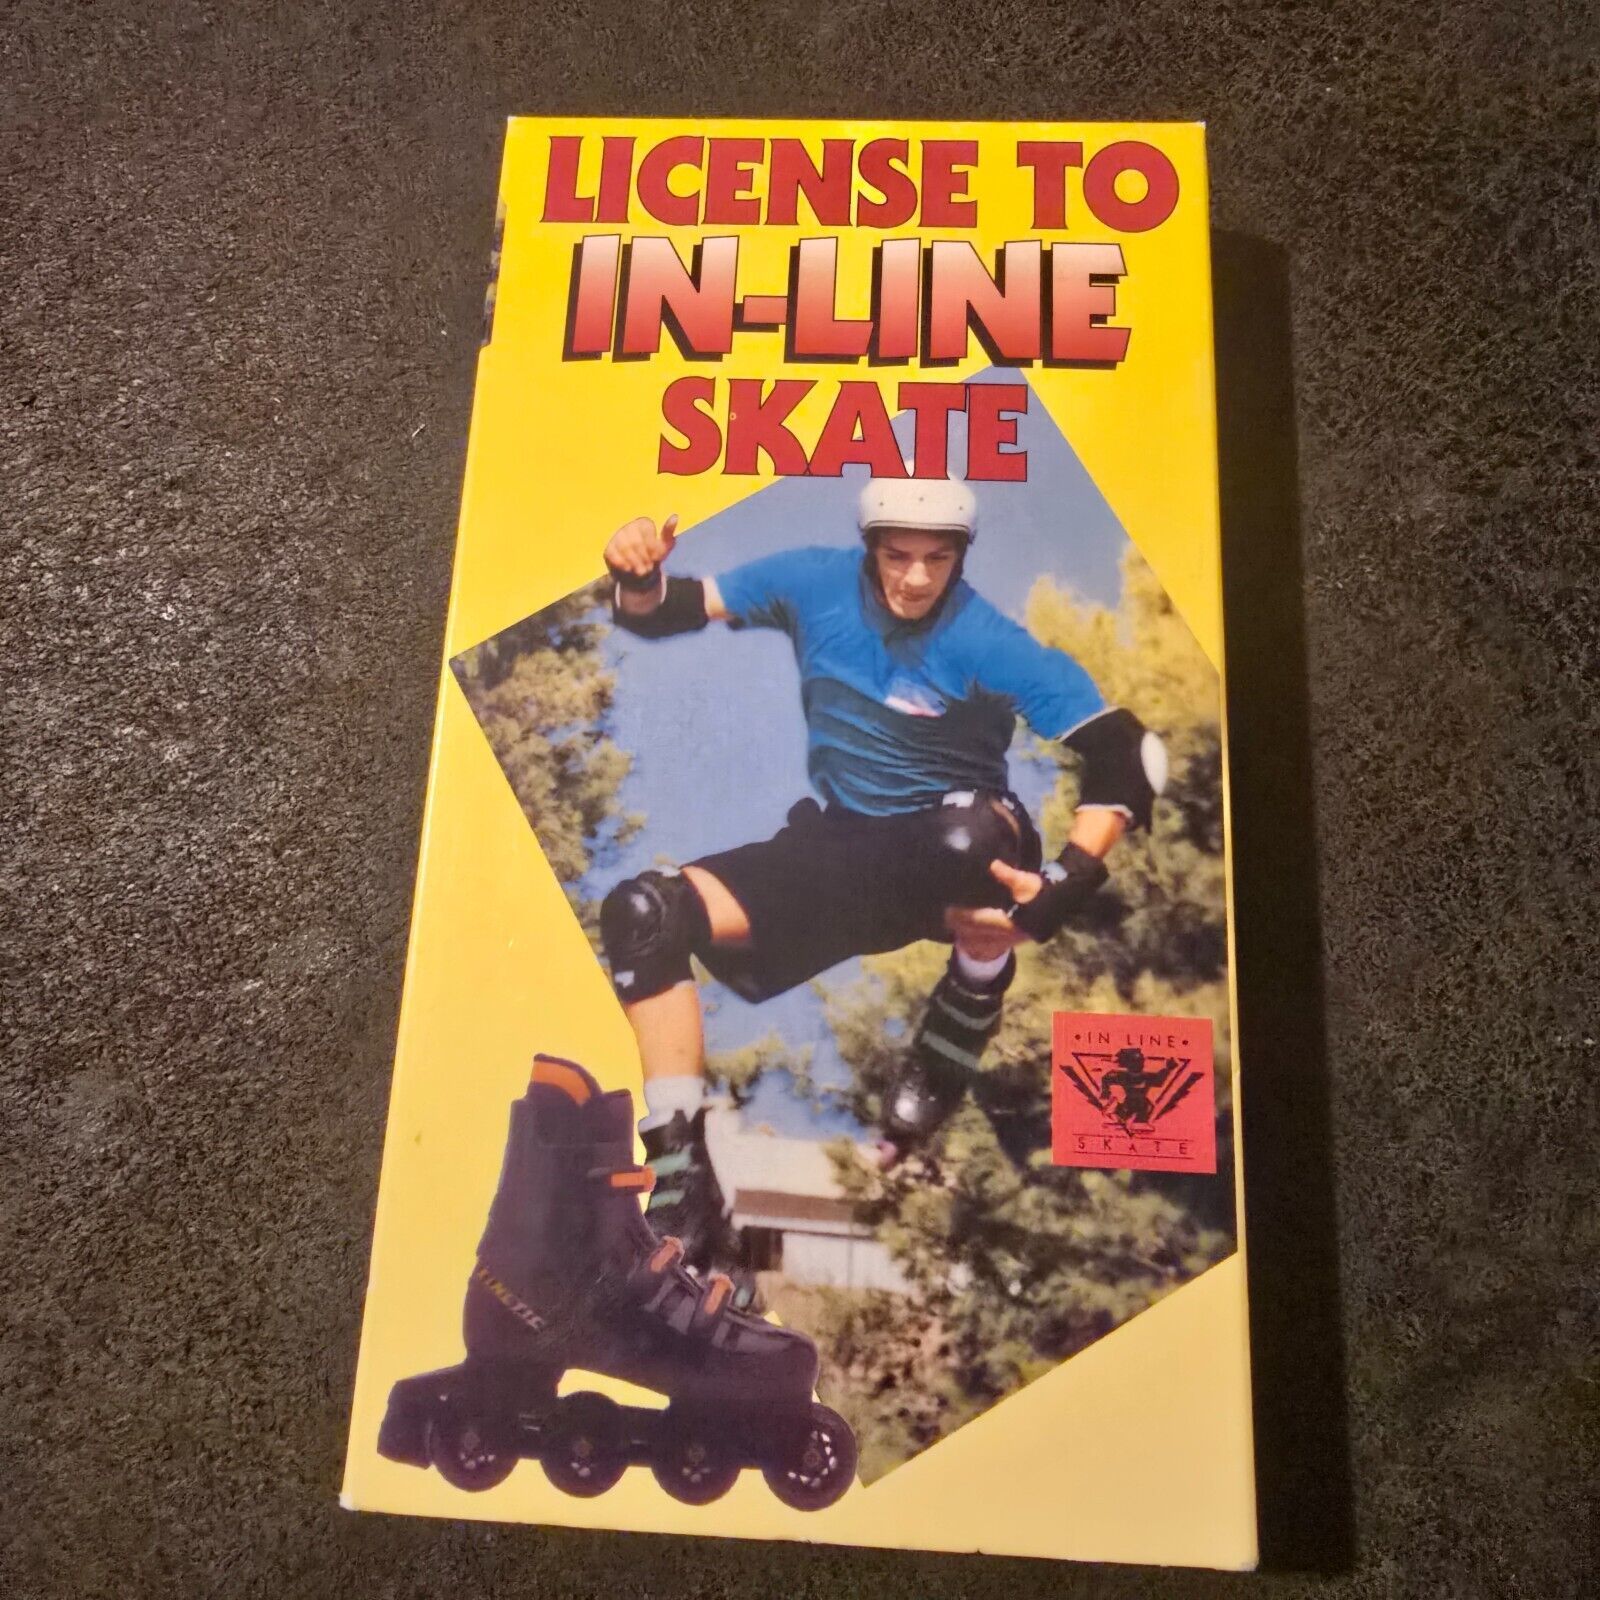 LICENSE TO
IN-LINE
SKATE
•IN LINE•
SKATE
KINETIC